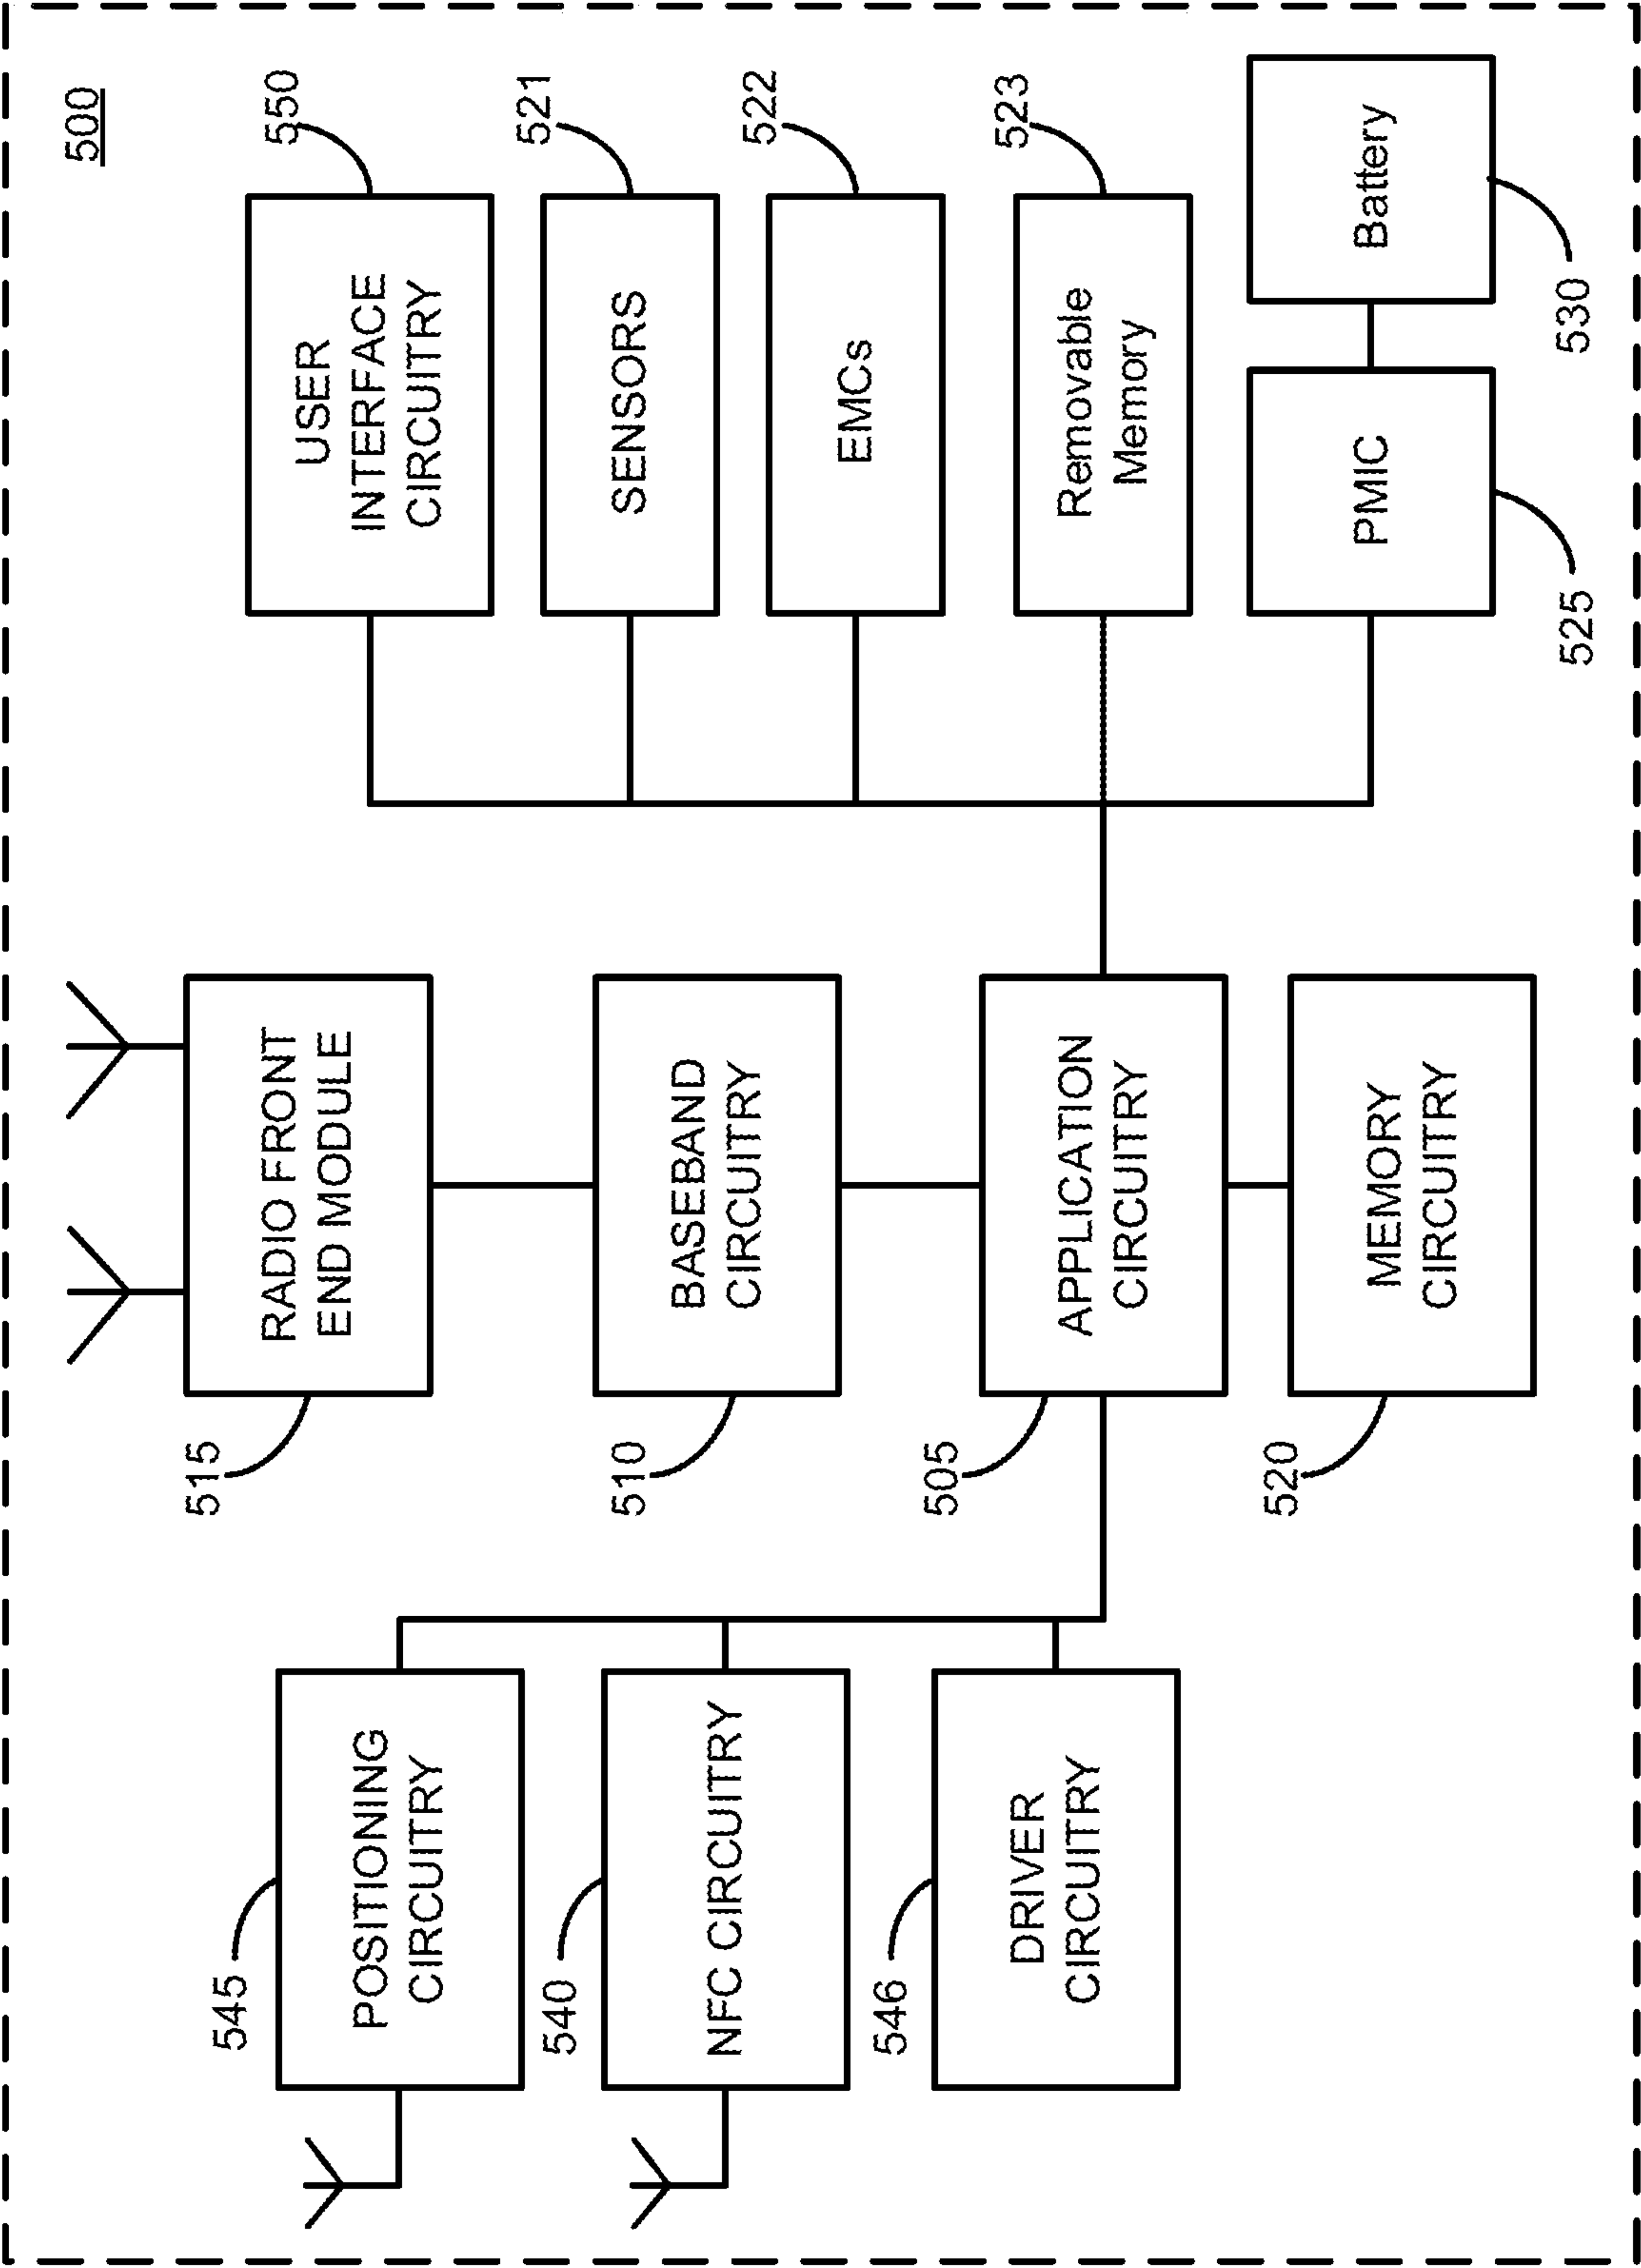 500
545
POSITIONING
CIRCUITRY
540
NFC CIRCUITRY
546
DRIVER
CIRCUITRY
515
RADIO FRONT
END MODULE
510
BASEBAND
CIRCUITRY
505
APPLICATION
CIRCUITRY
520
MEMORY
CIRCUITRY
550
USER
INTERFACE
CIRCUITRY
521
SENSORS
522
EMCs
523
Removable
Memory
PMIC
525
Battery
530